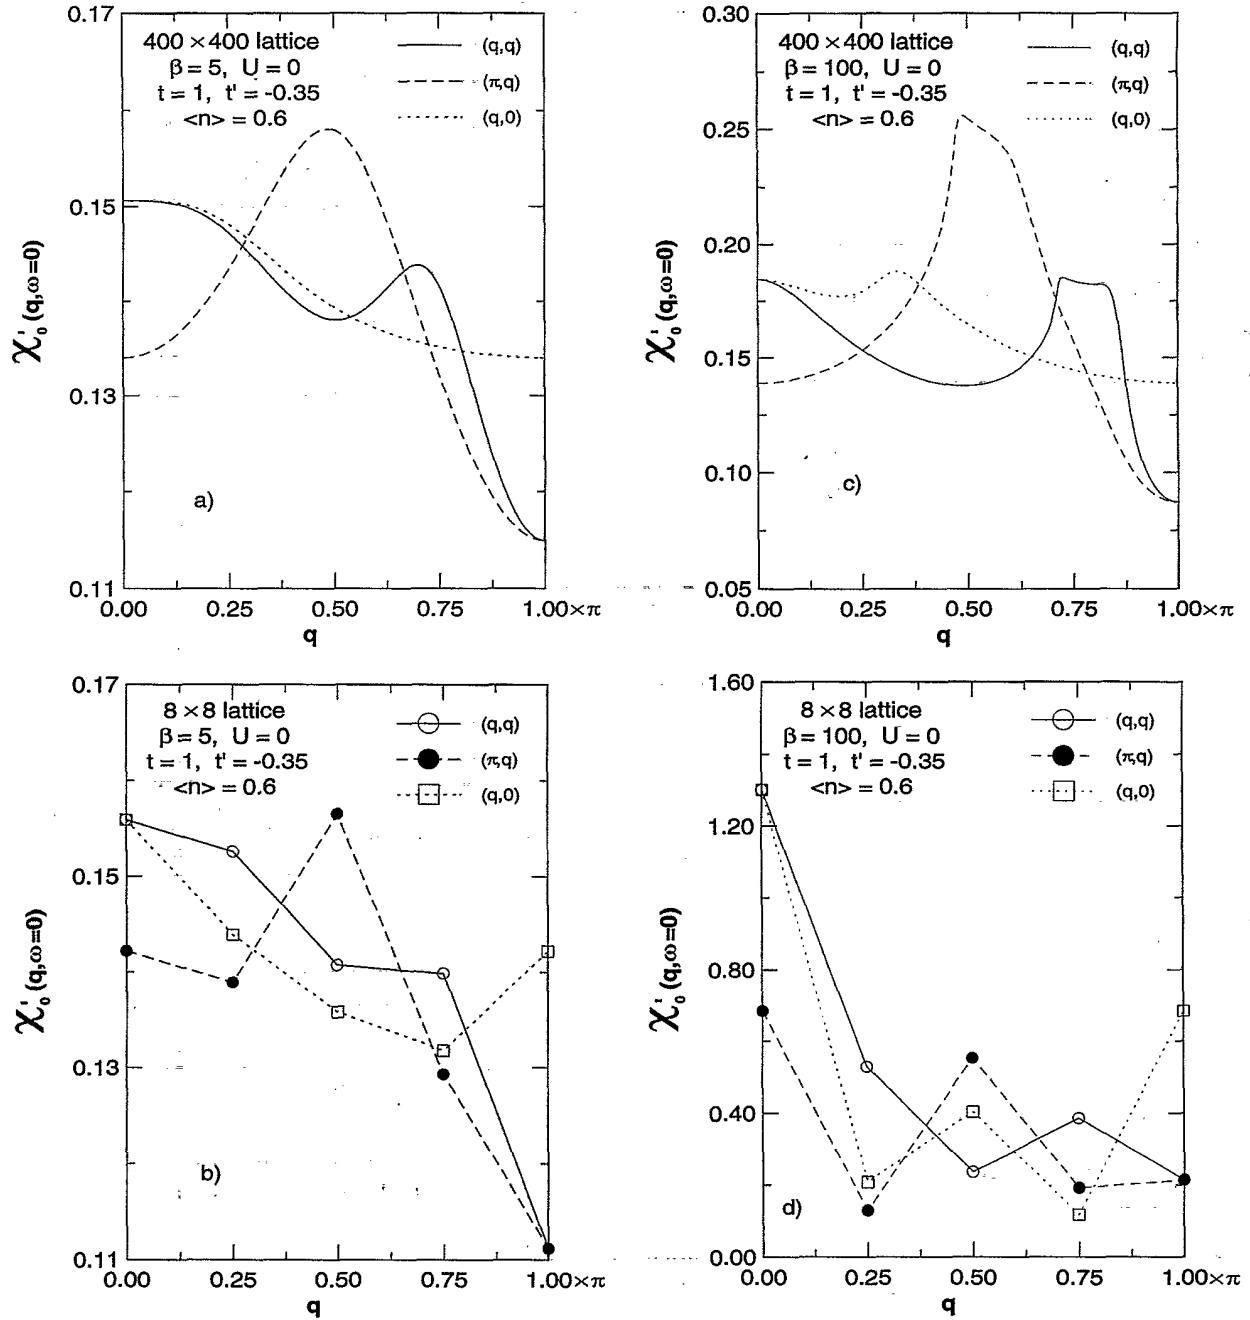 0.17
400 × 400 lattice
β = 5, U = 0
t = 1, t' = -0.35
<n> = 0.6
(q,q)
(π,q)
(q,0)
0.15
0.13
0.11
χ'₀ (q,ω=0)
a)
0.00
0.25
0.50
0.75
1.00×π
q
0.30
400 × 400 lattice
β = 100, U = 0
t = 1, t' = -0.35
<n> = 0.6
(q,q)
(π,q)
(q,0)
0.25
0.20
0.15
0.10
0.05
χ'₀ (q,ω=0)
c)
0.00
0.25
0.50
0.75
1.00×π
q
0.17
8 × 8 lattice
β = 5, U = 0
t = 1, t' = -0.35
<n> = 0.6
(q,q)
(π,q)
(q,0)
0.15
0.13
0.11
χ'₀ (q,ω=0)
b)
0.00
0.25
0.50
0.75
1.00×π
q
1.60
8 × 8 lattice
β = 100, U = 0
t = 1, t' = -0.35
<n> = 0.6
(q,q)
(π,q)
(q,0)
1.20
0.80
0.40
0.00
χ'₀ (q,ω=0)
d)
0.00
0.25
0.50
0.75
1.00×π
q